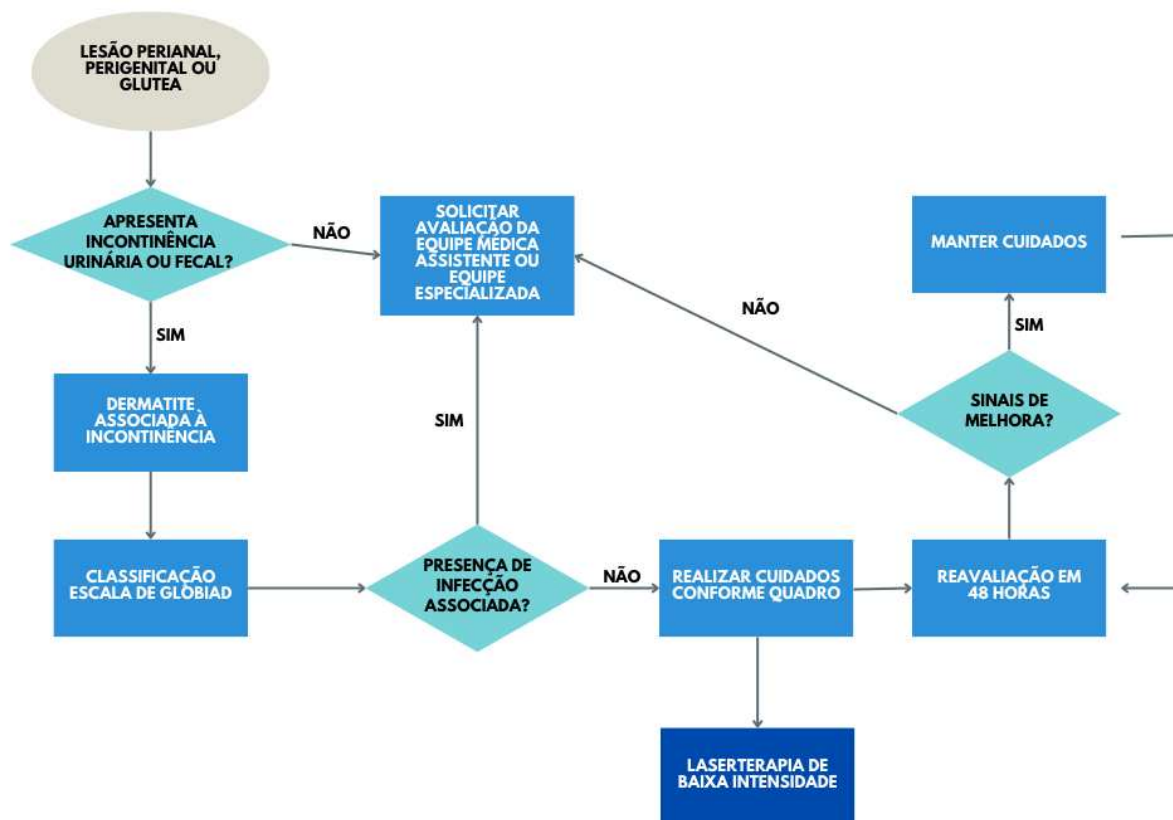 LESÃO PERIANAL,
PERIGENITAL OU
GLUTEA
APRESENTA
INCONTINÊNCIA
URINÁRIA OU FECAL?
NÃO
SOLICITAR
AVALIAÇÃO DA
EQUIPE MÉDICA
ASSISTENTE OU
EQUIPE
ESPECIALIZADA
MANTER CUIDADOS
SIM
DERMATITE
ASSOCIADA À
INCONTINÊNCIA
SIM
NÃO
SIM
SINAIS DE
MELHORA?
CLASSIFICAÇÃO
ESCALA DE GLOBIAD
PRESENÇA DE
INFECÇÃO
ASSOCIADA?
NÃO
REALIZAR CUIDADOS
CONFORME QUADRO
REAVALIAÇÃO EM
48 HORAS
LASERTERAPIA DE
BAIXA INTENSIDADE